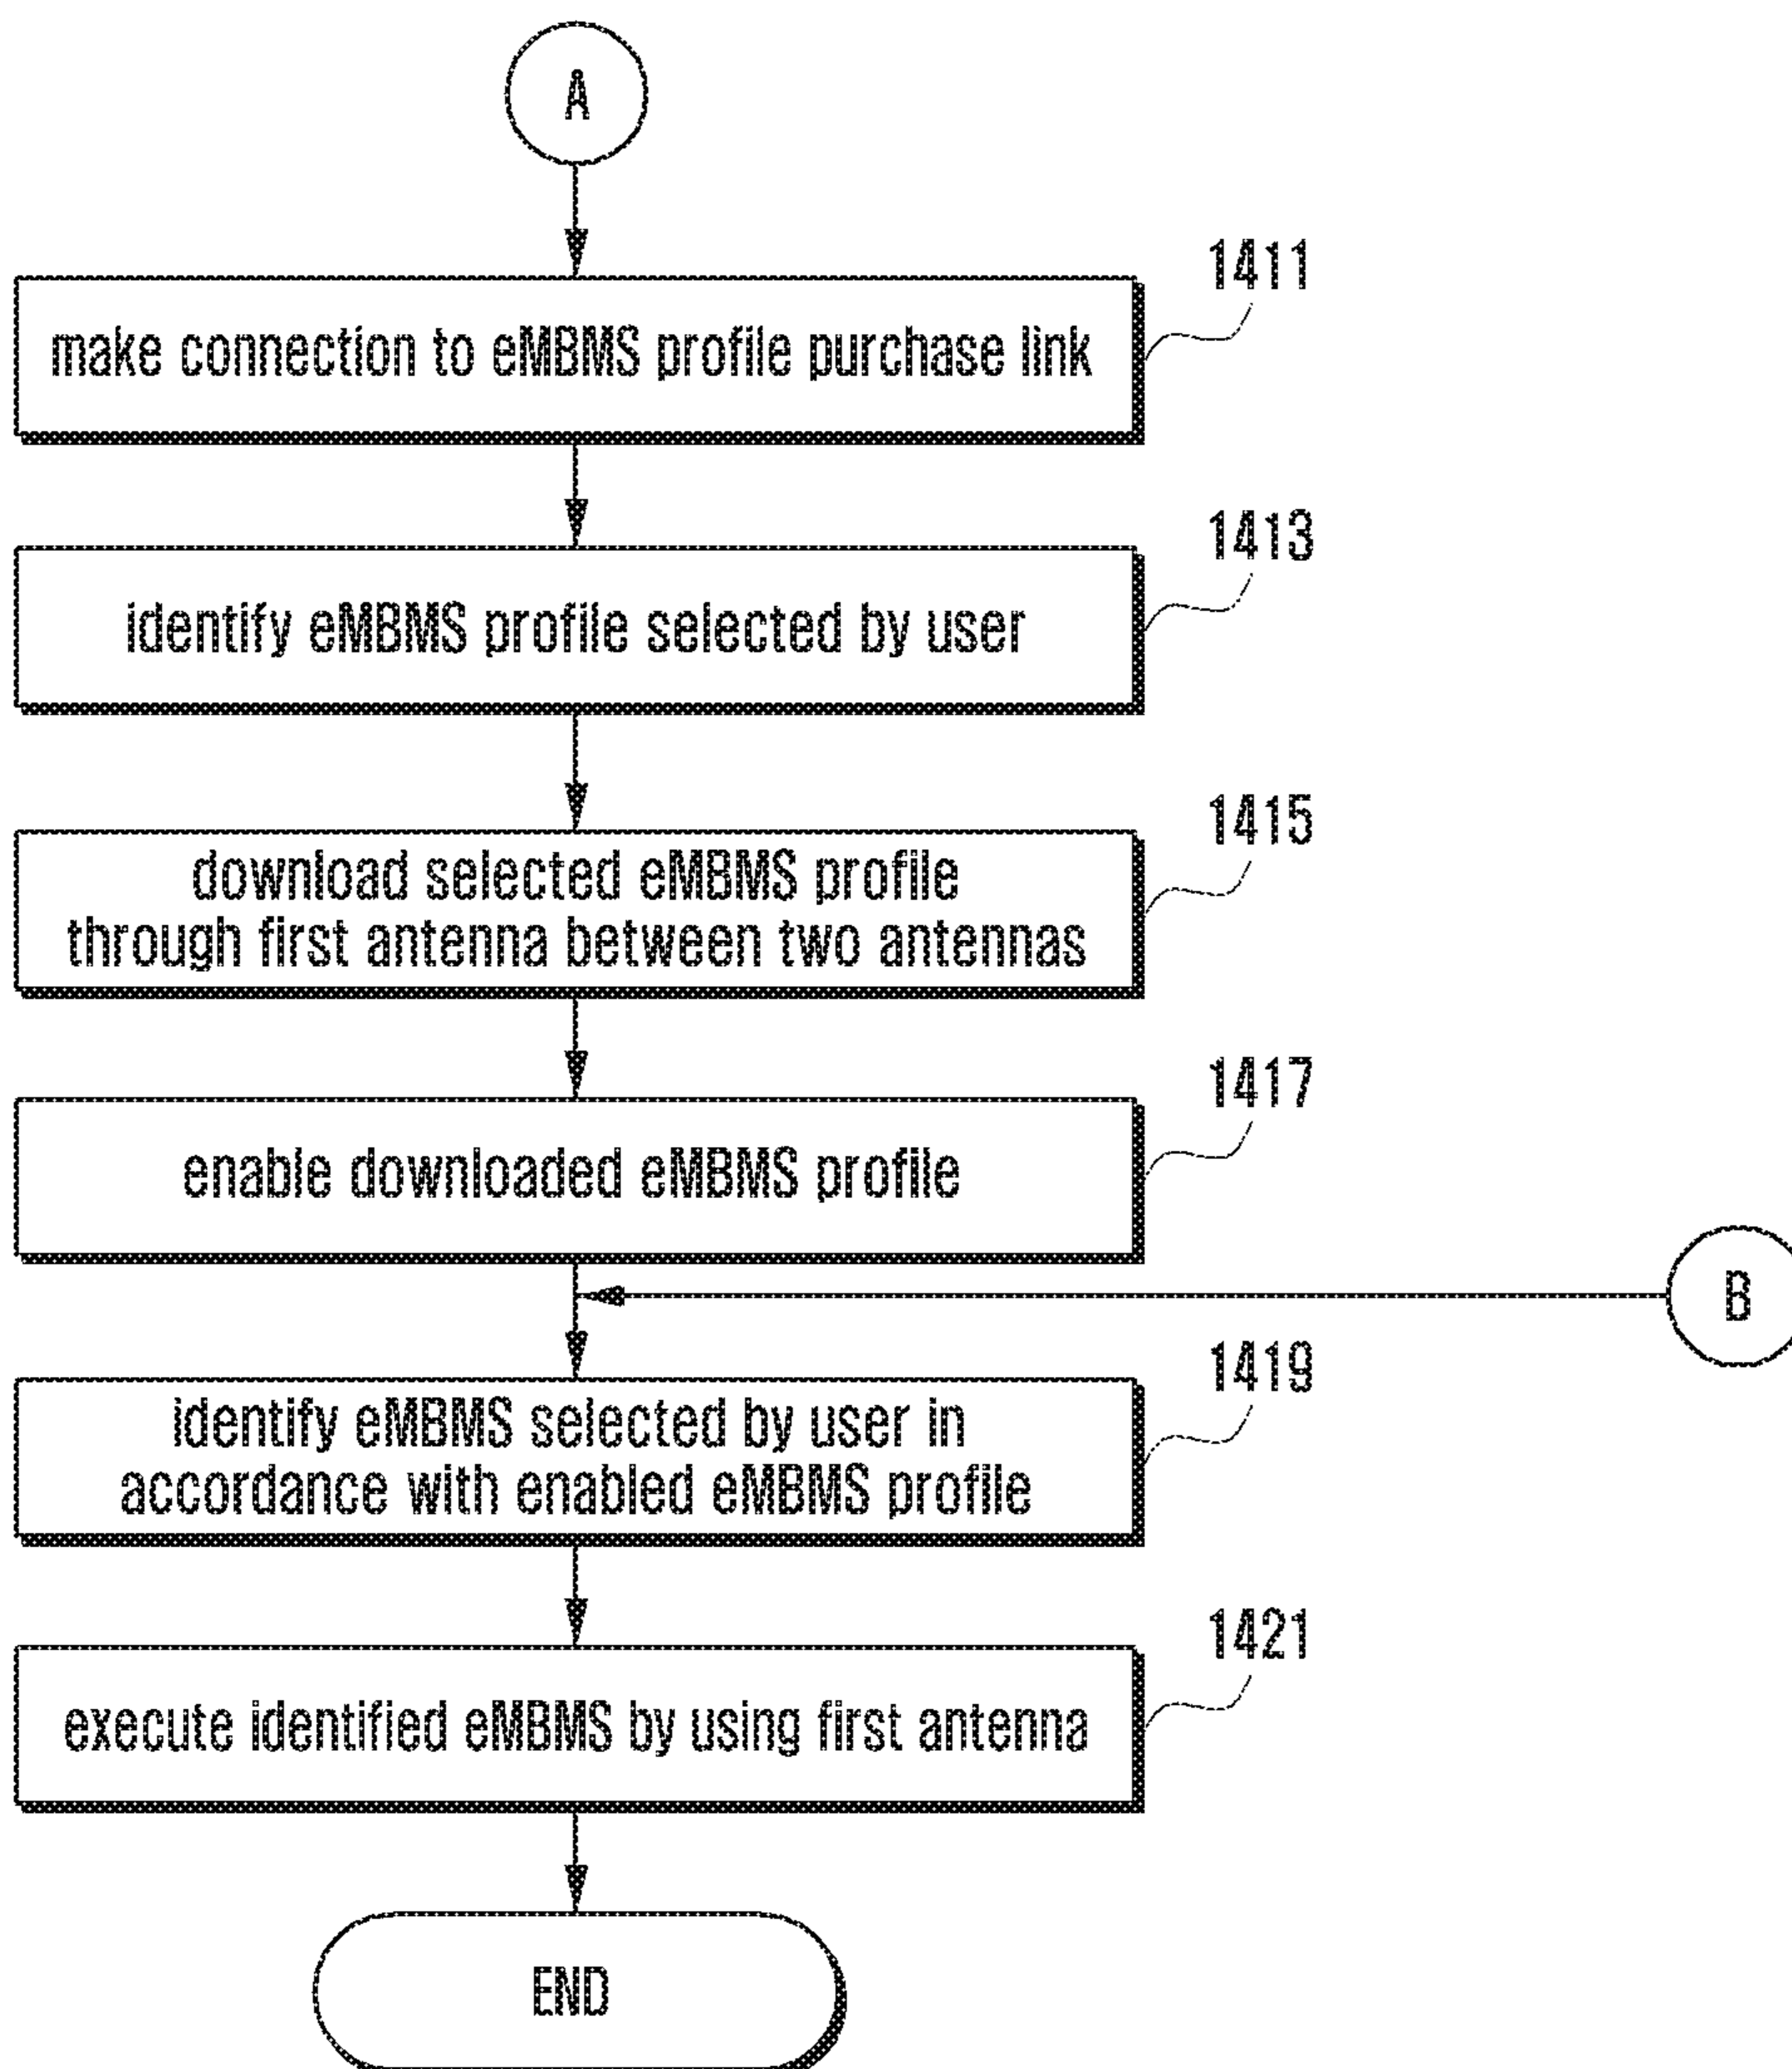 A
1411
make connection to eMBMS profile purchase link
1413
identify eMBMS profile selected by user
1415
download selected eMBMS profile
through first antenna between two antennas
1417
enable downloaded eMBMS profile
B
1419
identify eMBMS selected by user in
accordance with enabled eMBMS profile
1421
execute identified eMBMS by using first antenna
END